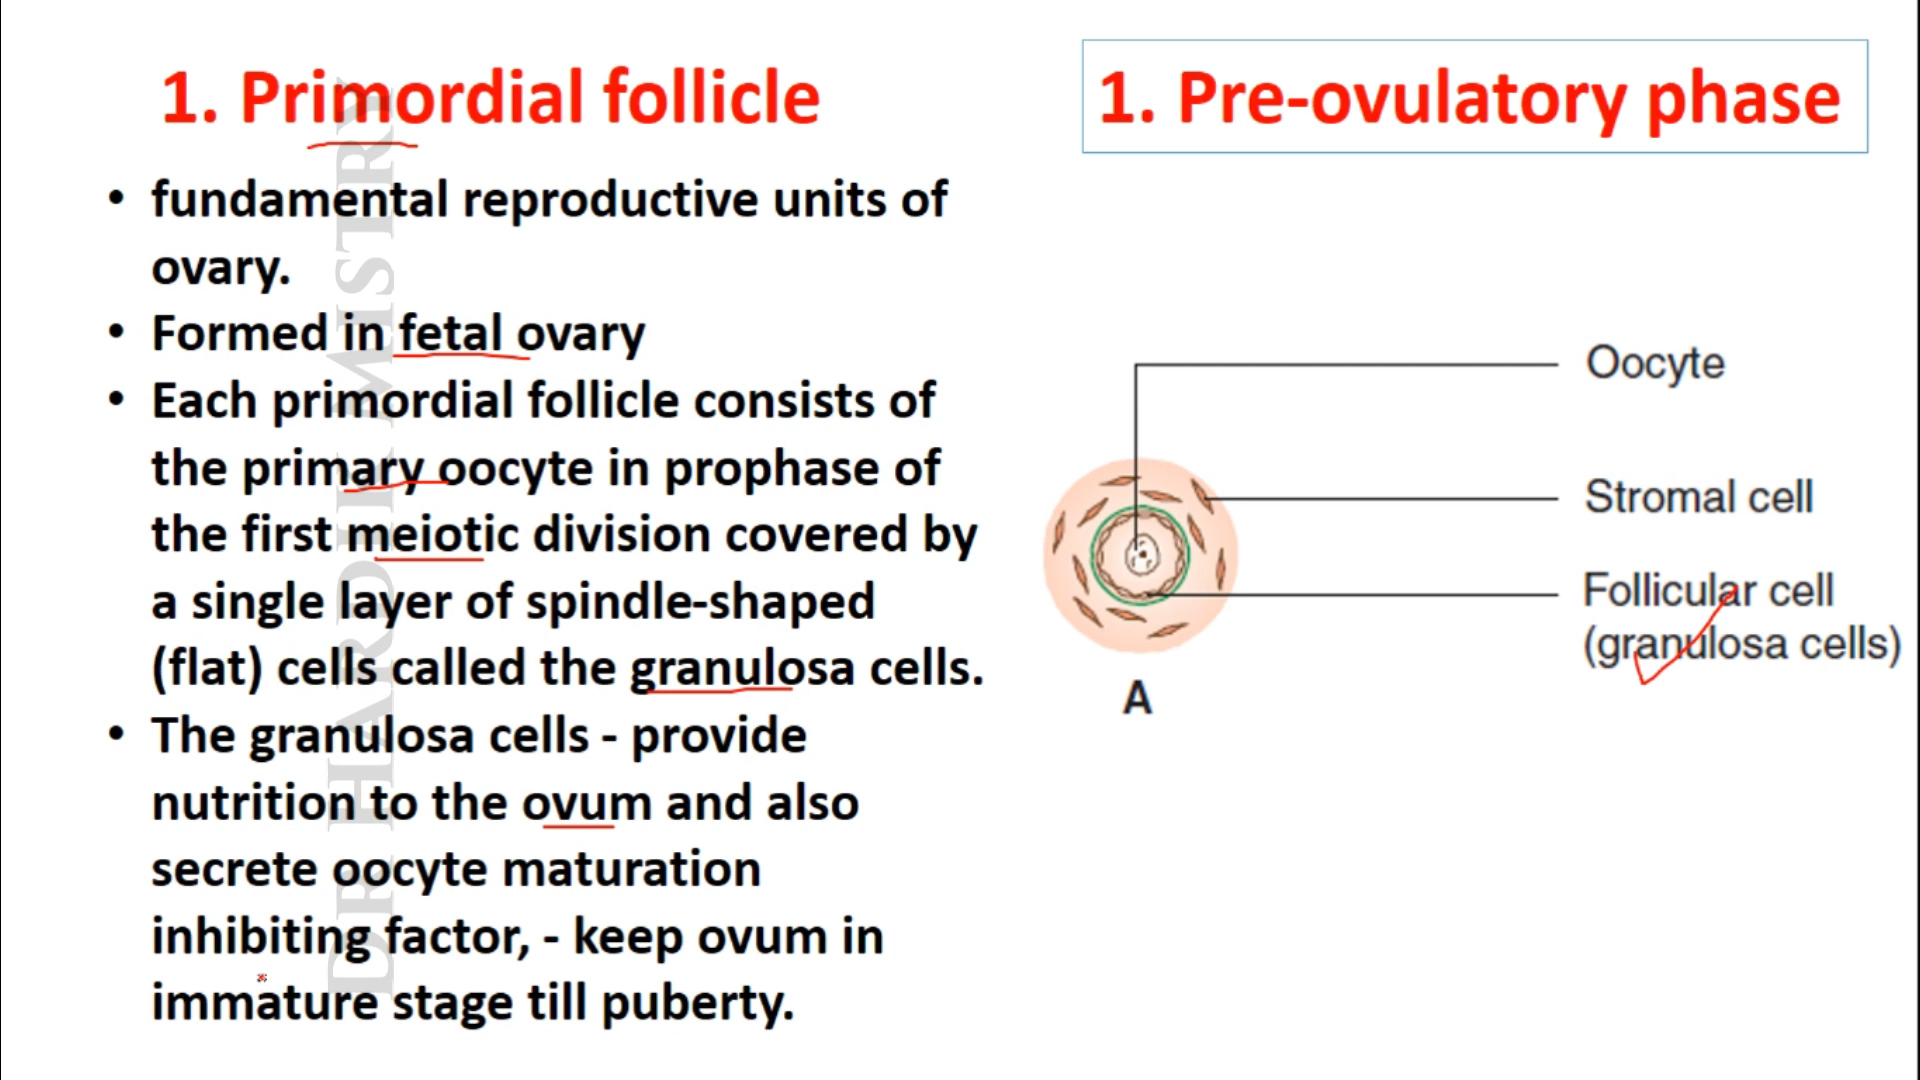 1. Primordial follicle
1. Pre-ovulatory phase
• fundamental reproductive units of
ovary.
• Formed in fetal ovary
• Each primordial follicle consists of
the primary oocyte in prophase of
the first meiotic division covered by
a single layer of spindle-shaped
(flat) cells called the granulosa cells.
• The granulosa cells - provide
nutrition to the ovum and also
secrete oocyte maturation
inhibiting factor, - keep ovum in
immature stage till puberty.
Oocyte
Stromal cell
Follicular cell
(granulosa cells)
A
DR HARDIK MISTRY